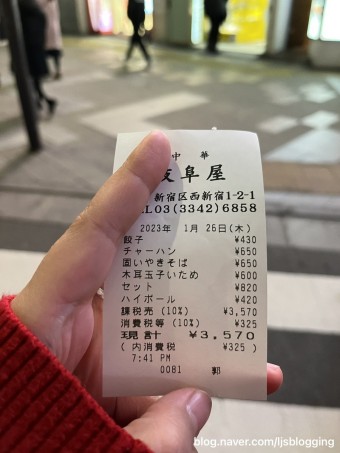 中華
阜屋
新宿区西新宿1-2-1
EL03(3342)6858
2023年 1月26日(木)
餃子 ¥430
チャーハン ¥650
固いやきそば ¥650
木耳玉子いため ¥600
セット ¥820
ハイボール ¥420
課税売(10%) ¥3,570
消費税等(10%) ¥325
現計 ¥3,570
(内消費税 ¥325)
7:41 PM
0081 郭
blog.naver.com/ljsblogging